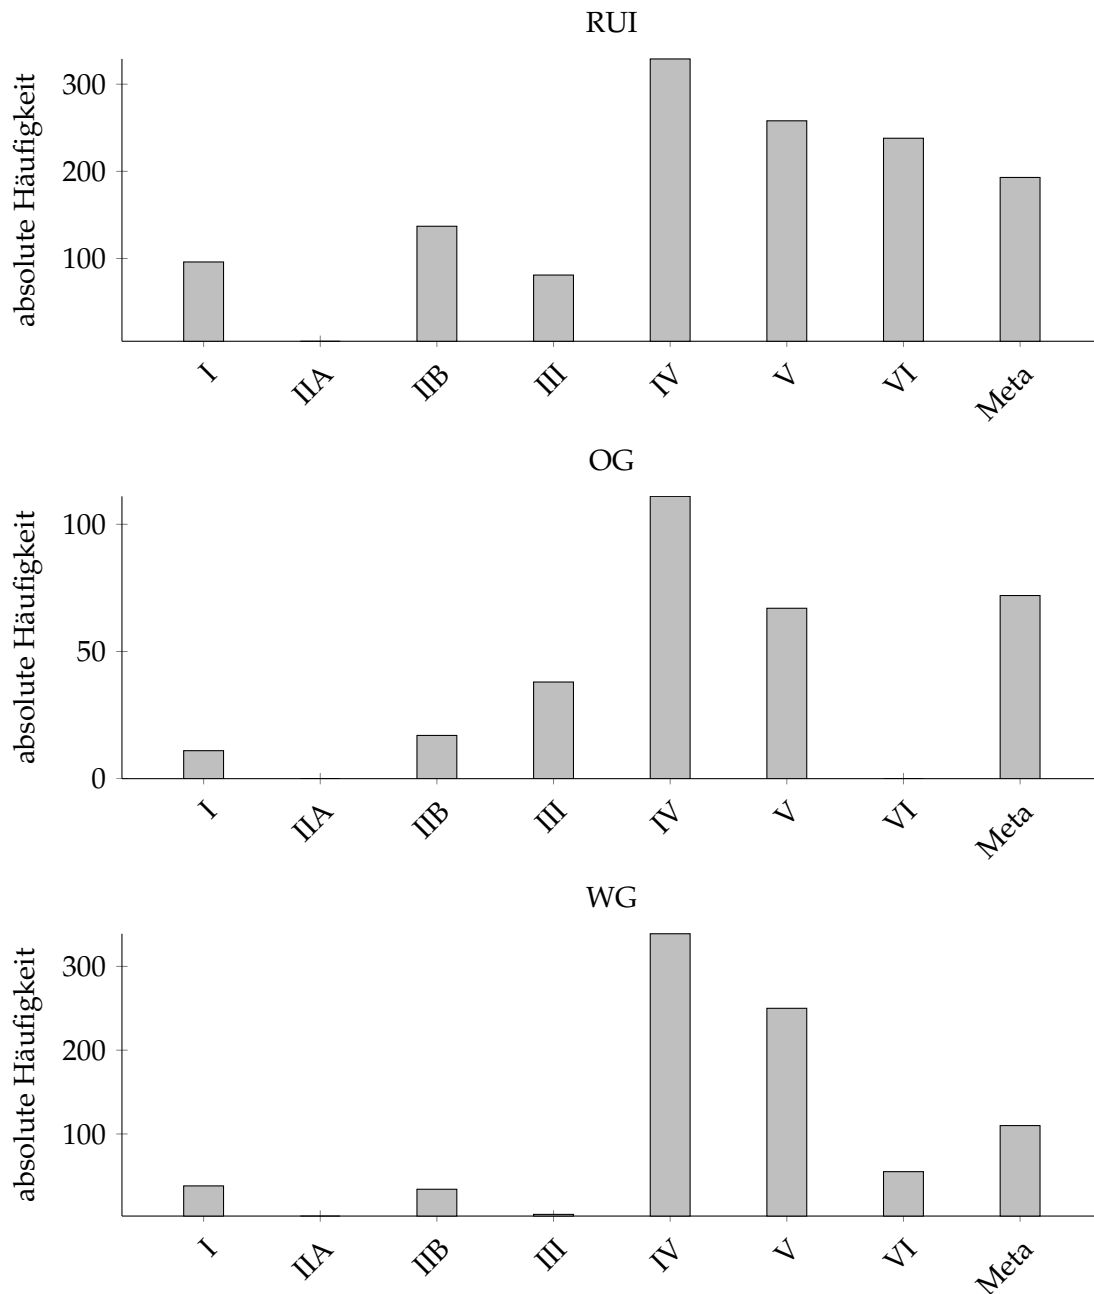 RUI
absolute Häufigkeit
300
200
100
I IIA IIB III IV V VI Meta
OG
absolute Häufigkeit
100
50
0
I IIA IIB III IV V VI Meta
WG
absolute Häufigkeit
300
200
100
I IIA IIB III IV V VI Meta